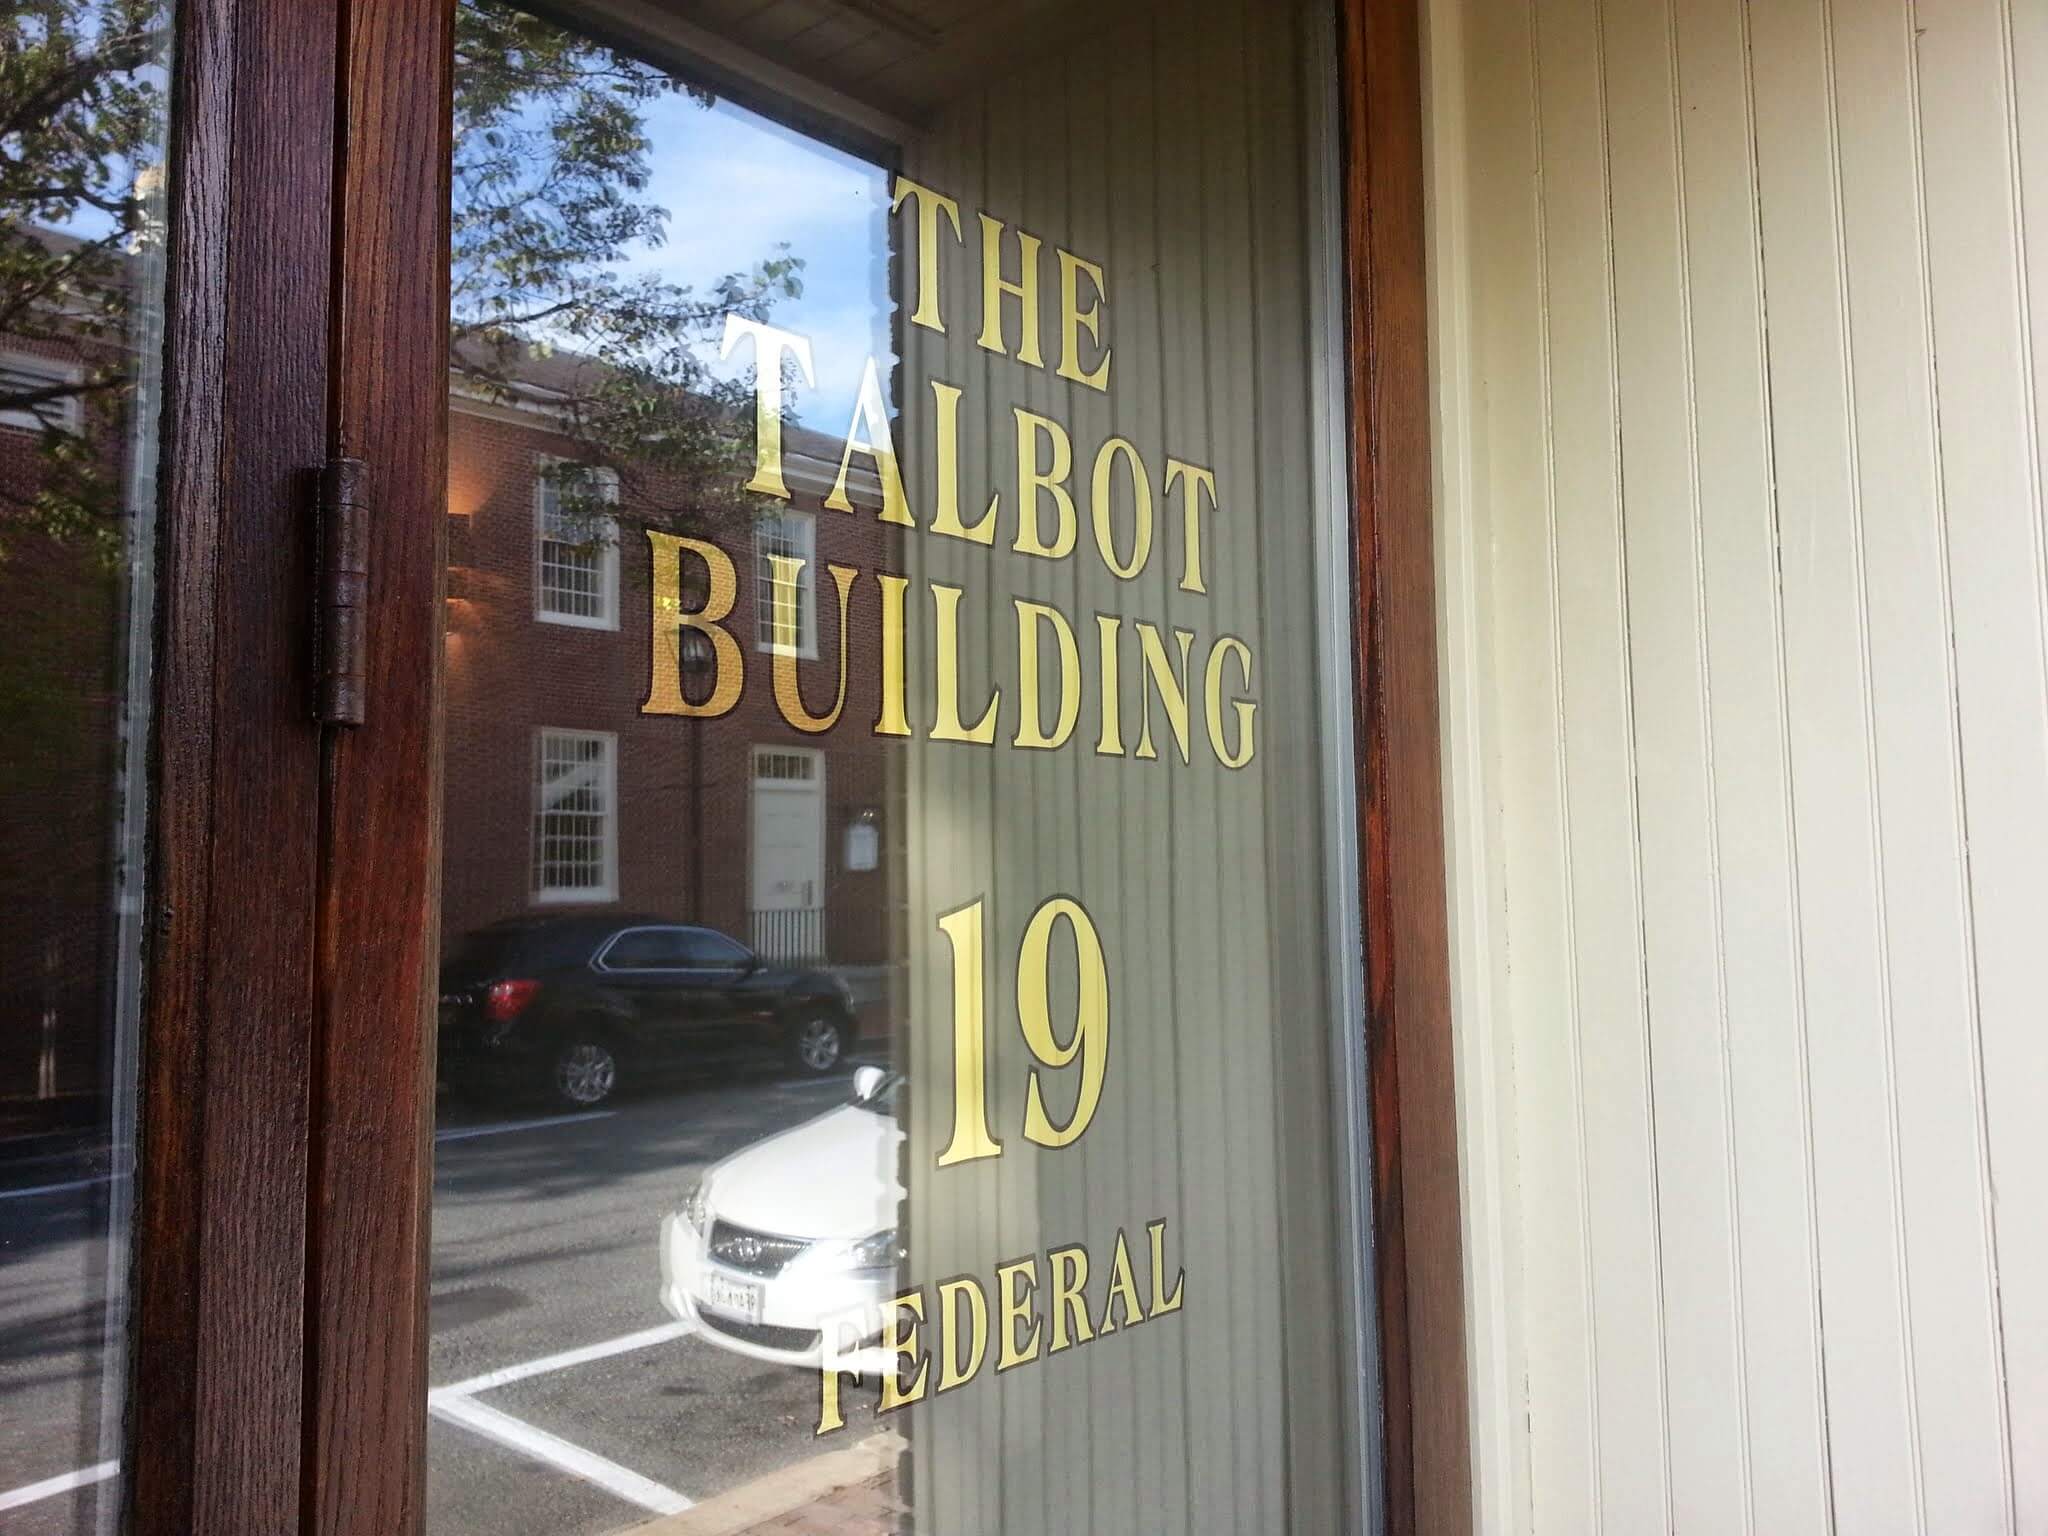 THE
TALBOT
BUILDING
19
FEDERAL